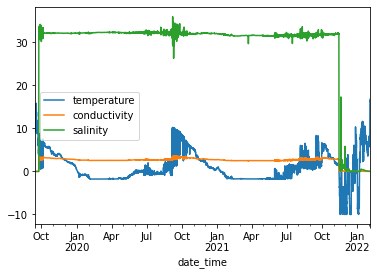 30
20
10
0
−10
temperature
conductivity
salinity
Oct Jan Apr Jul Oct Jan Apr Jul Oct Jan
2020 2021 2022
date_time